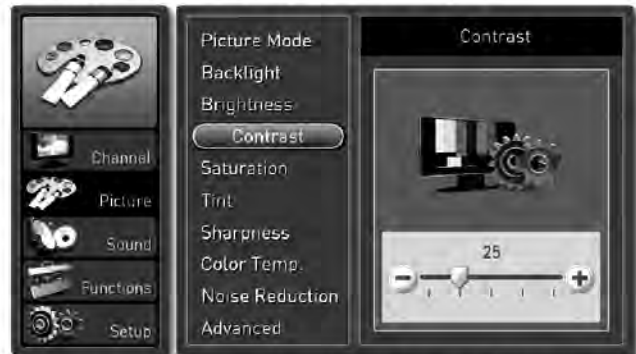 Channel
Picture
Sound
Functions
Setup
Picture Mode
Backlight
Brightness
Contrast
Saturation
Tint
Sharpness
Color Temp.
Noise Reduction
Advanced
Contrast
25